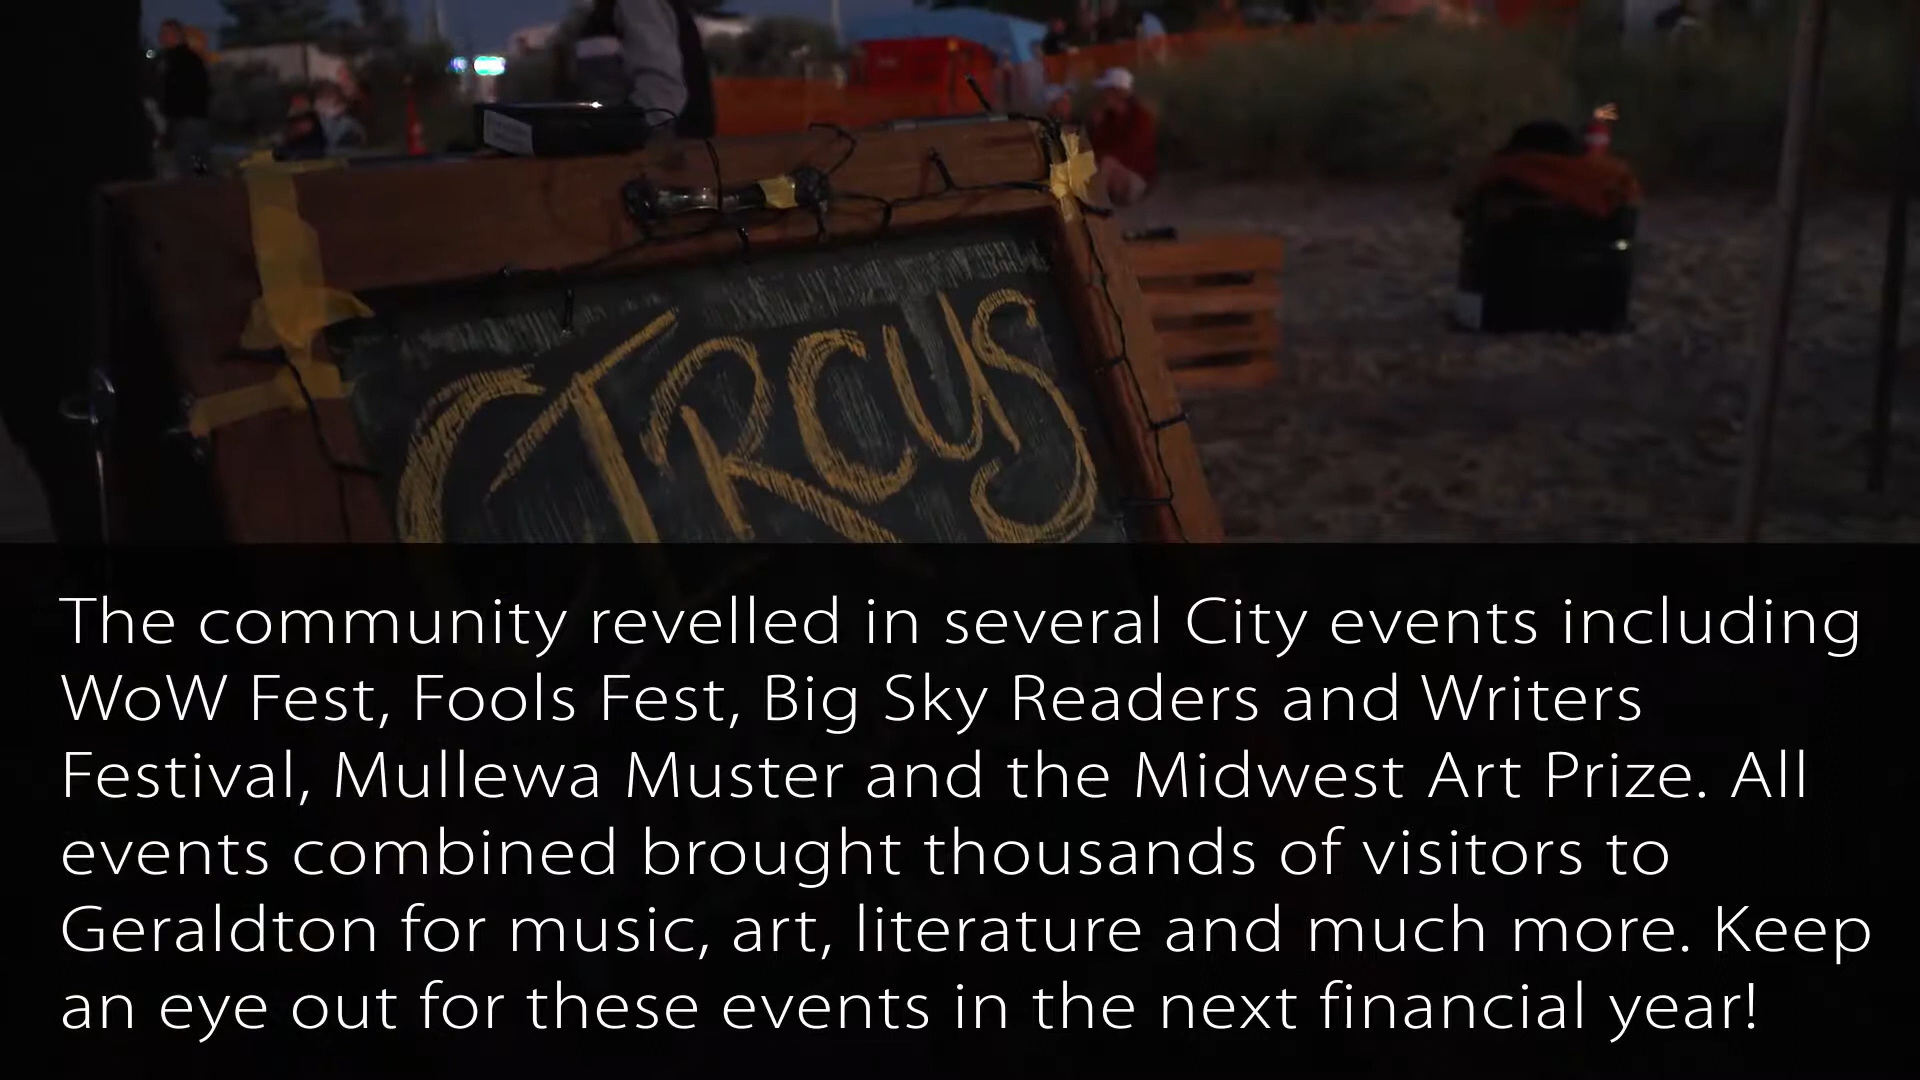 CIRCUS
The community revelled in several City events including
WoW Fest, Fools Fest, Big Sky Readers and Writers
Festival, Mullewa Muster and the Midwest Art Prize. All
events combined brought thousands of visitors to
Geraldton for music, art, literature and much more. Keep
an eye out for these events in the next financial year!